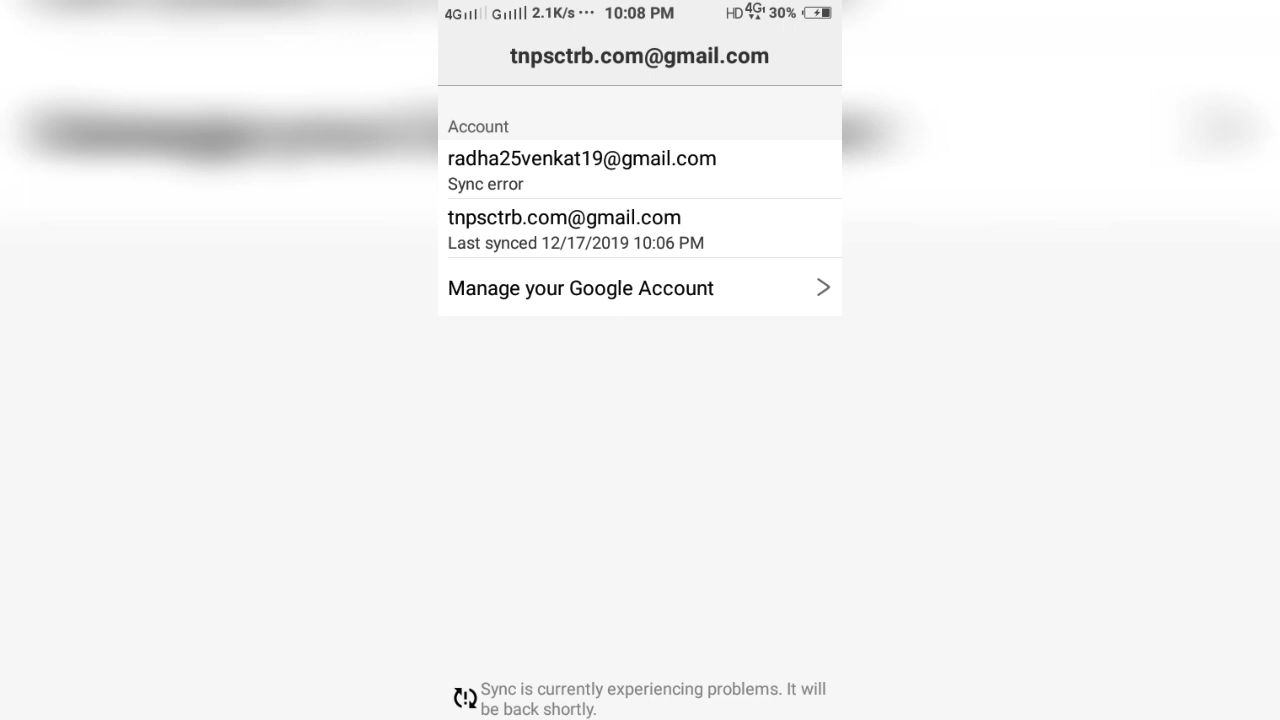 4G G 2.1K/s ... 10:08 PM HD 4G 30%
tnpsctrb.com@gmail.com
Account
radha25venkat19@gmail.com
Sync error
tnpsctrb.com@gmail.com
Last synced 12/17/2019 10:06 PM
Manage your Google Account
Sync is currently experiencing problems. It will
be back shortly.